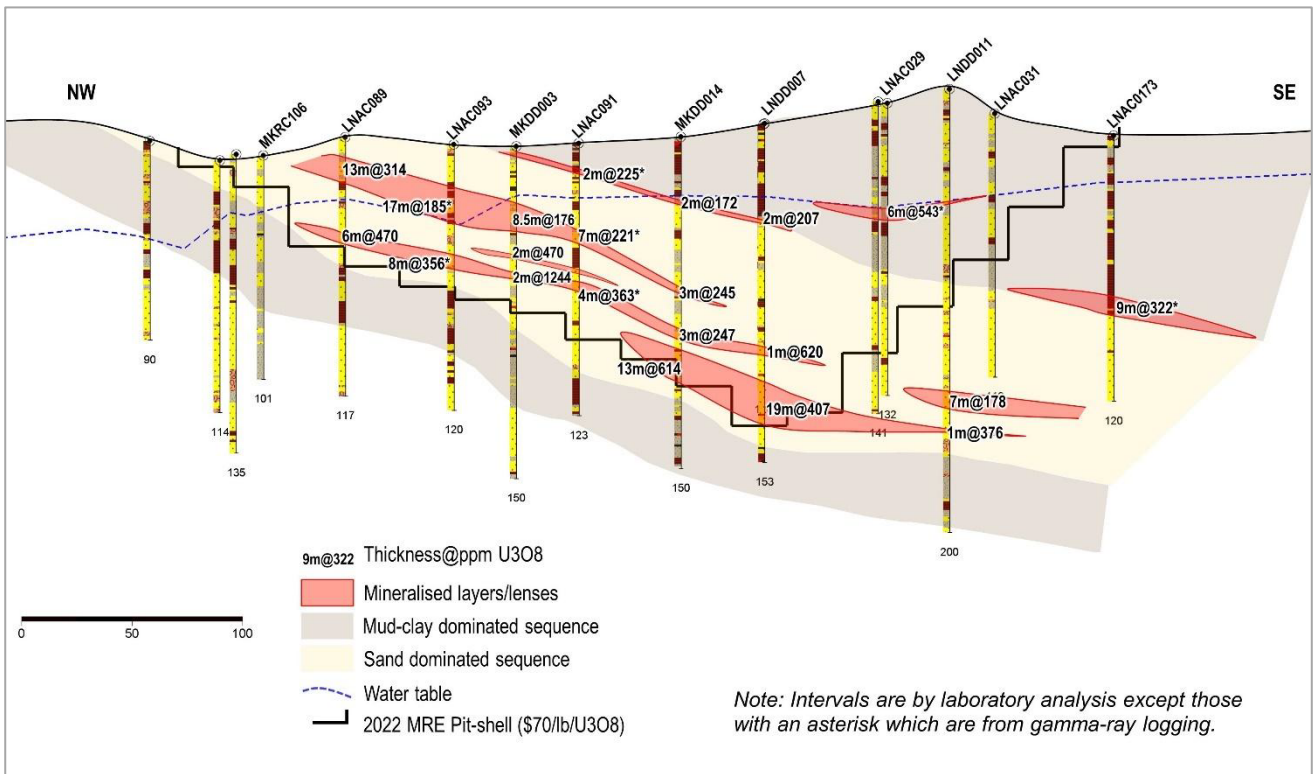 NW
SE
MKRC106
LNAC089
LNAC093
MKDD003
LNAC091
MKDD014
LNDD007
LNAC029
LNDD011
LNAC031
LNAC0173
13m@314
17m@185*
6m@470
8m@356*
8.5m@176
2m@470
2m@1244
2m@225*
7m@221*
4m@363*
2m@172
3m@245
3m@247
13m@614
2m@207
1m@620
19m@407
6m@543*
7m@178
1m@376
9m@322*
90
114
135
101
117
120
150
123
150
153
132
141
200
120
9m@322 Thickness@ppm U3O8
Mineralised layers/lenses
Mud-clay dominated sequence
Sand dominated sequence
Water table
2022 MRE Pit-shell ($70/lb/U3O8)
0 50 100
Note: Intervals are by laboratory analysis except those
with an asterisk which are from gamma-ray logging.